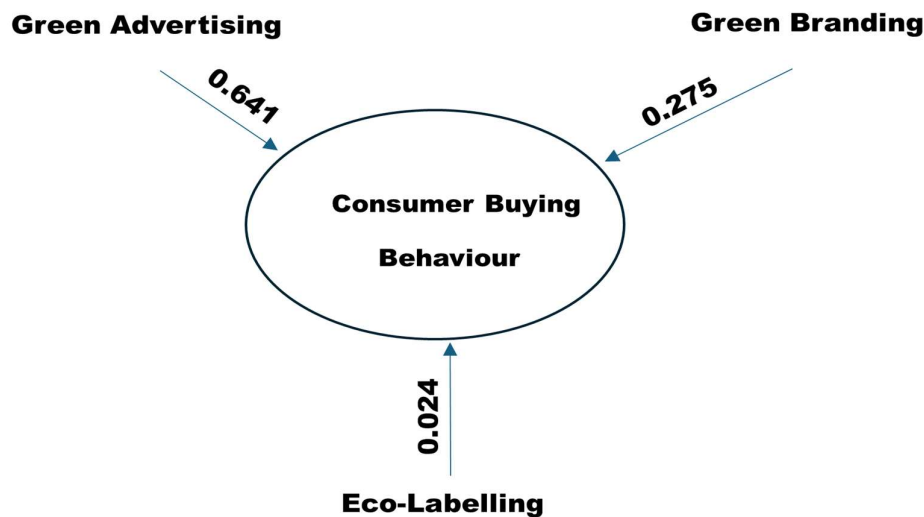 Green Advertising
Green Branding
0.641
0.275
Consumer Buying
Behaviour
0.024
Eco-Labelling